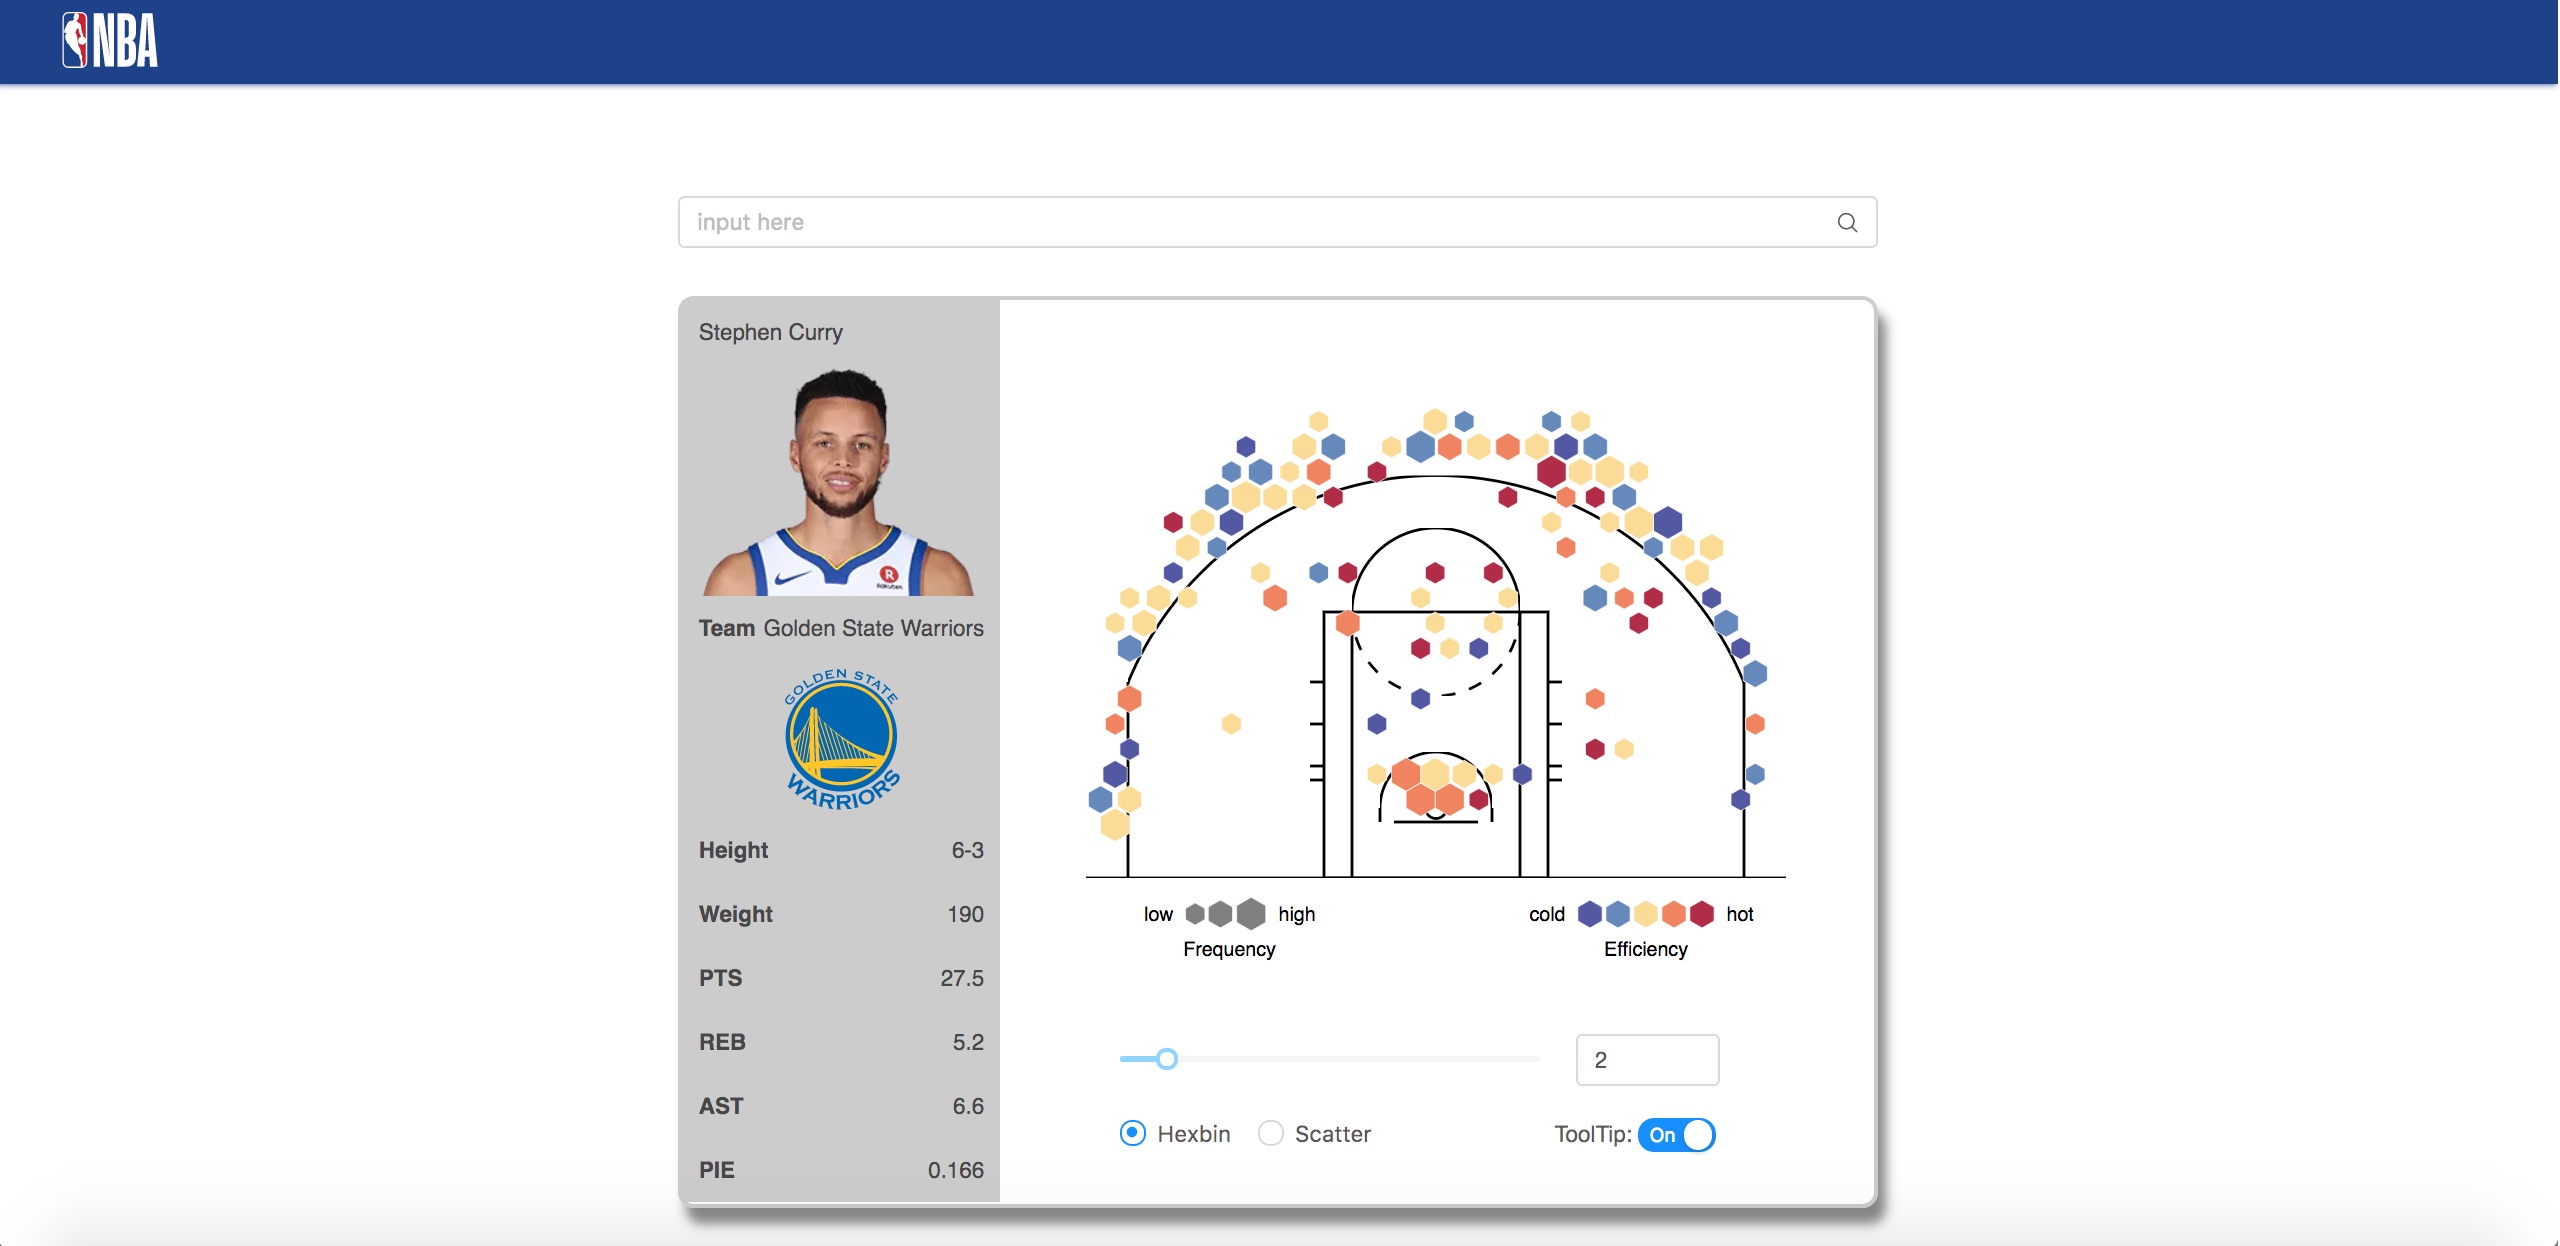 NBA
input here
Stephen Curry
R
Rakuten
Team Golden State Warriors
GOLDEN STATE
WARRIORS
Height 6-3
Weight 190
PTS 27.5
REB 5.2
AST 6.6
PIE 0.166
low high
Frequency
cold hot
Efficiency
2
Hexbin Scatter ToolTip: On